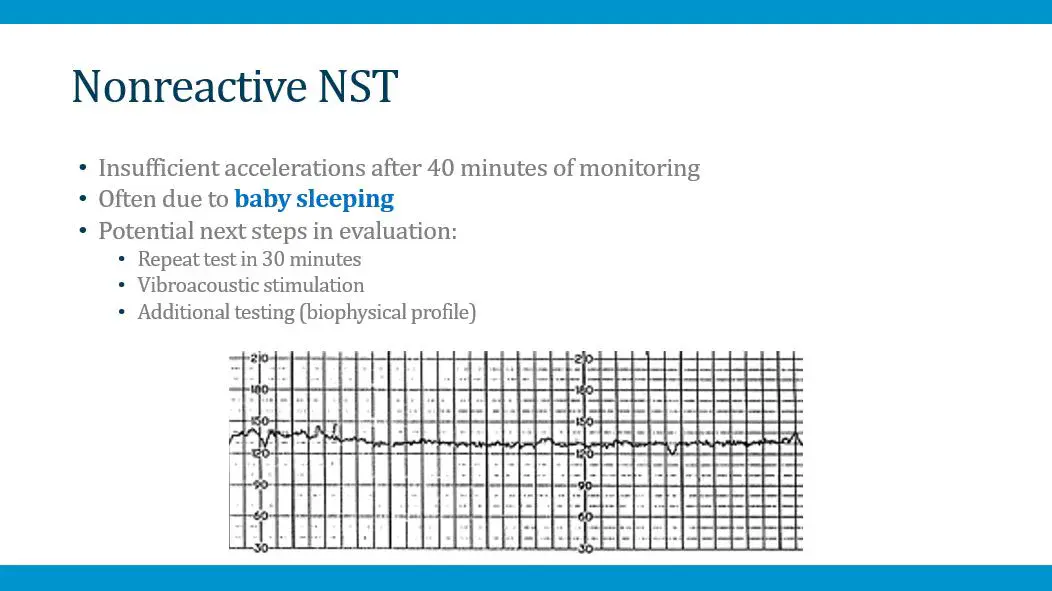 Nonreactive NST
• Insufficient accelerations after 40 minutes of monitoring
• Often due to baby sleeping
• Potential next steps in evaluation:
• Repeat test in 30 minutes
• Vibroacoustic stimulation
• Additional testing (biophysical profile)
210 210
180 180
150 150
120 120
90 90
60 60
30 30